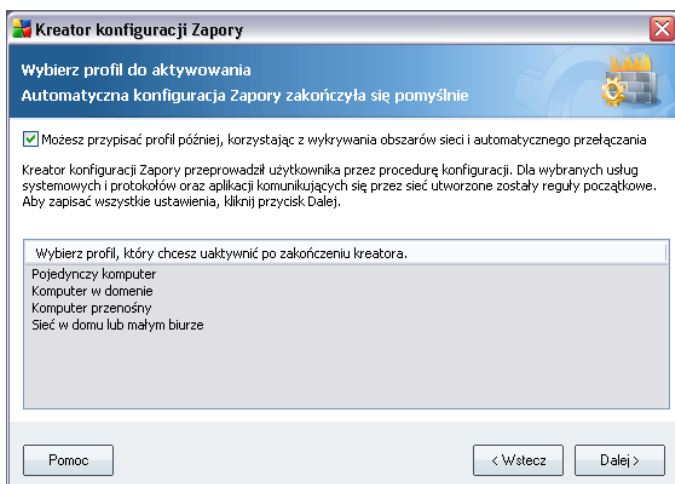 Kreator konfiguracji Zapory
Wybierz profil do aktywowania
Automatyczna konfiguracja Zapory zakończyła się pomyślnie
Możesz przypisać profil później, korzystając z wykrywania obszarów sieci i automatycznego przełączania
Kreator konfiguracji Zapory przeprowadził użytkownika przez procedurę konfiguracji. Dla wybranych usług
systemowych i protokołów oraz aplikacji komunikujących się przez sieć utworzone zostały reguły początkowe.
Aby zapisać wszystkie ustawienia, kliknij przycisk Dalej.
Wybierz profil, który chcesz uaktywnić po zakończeniu kreatora.
Pojedynczy komputer
Komputer w domenie
Komputer przenośny
Sieć w domu lub małym biurze
Pomoc
< Wstecz
Dalej >